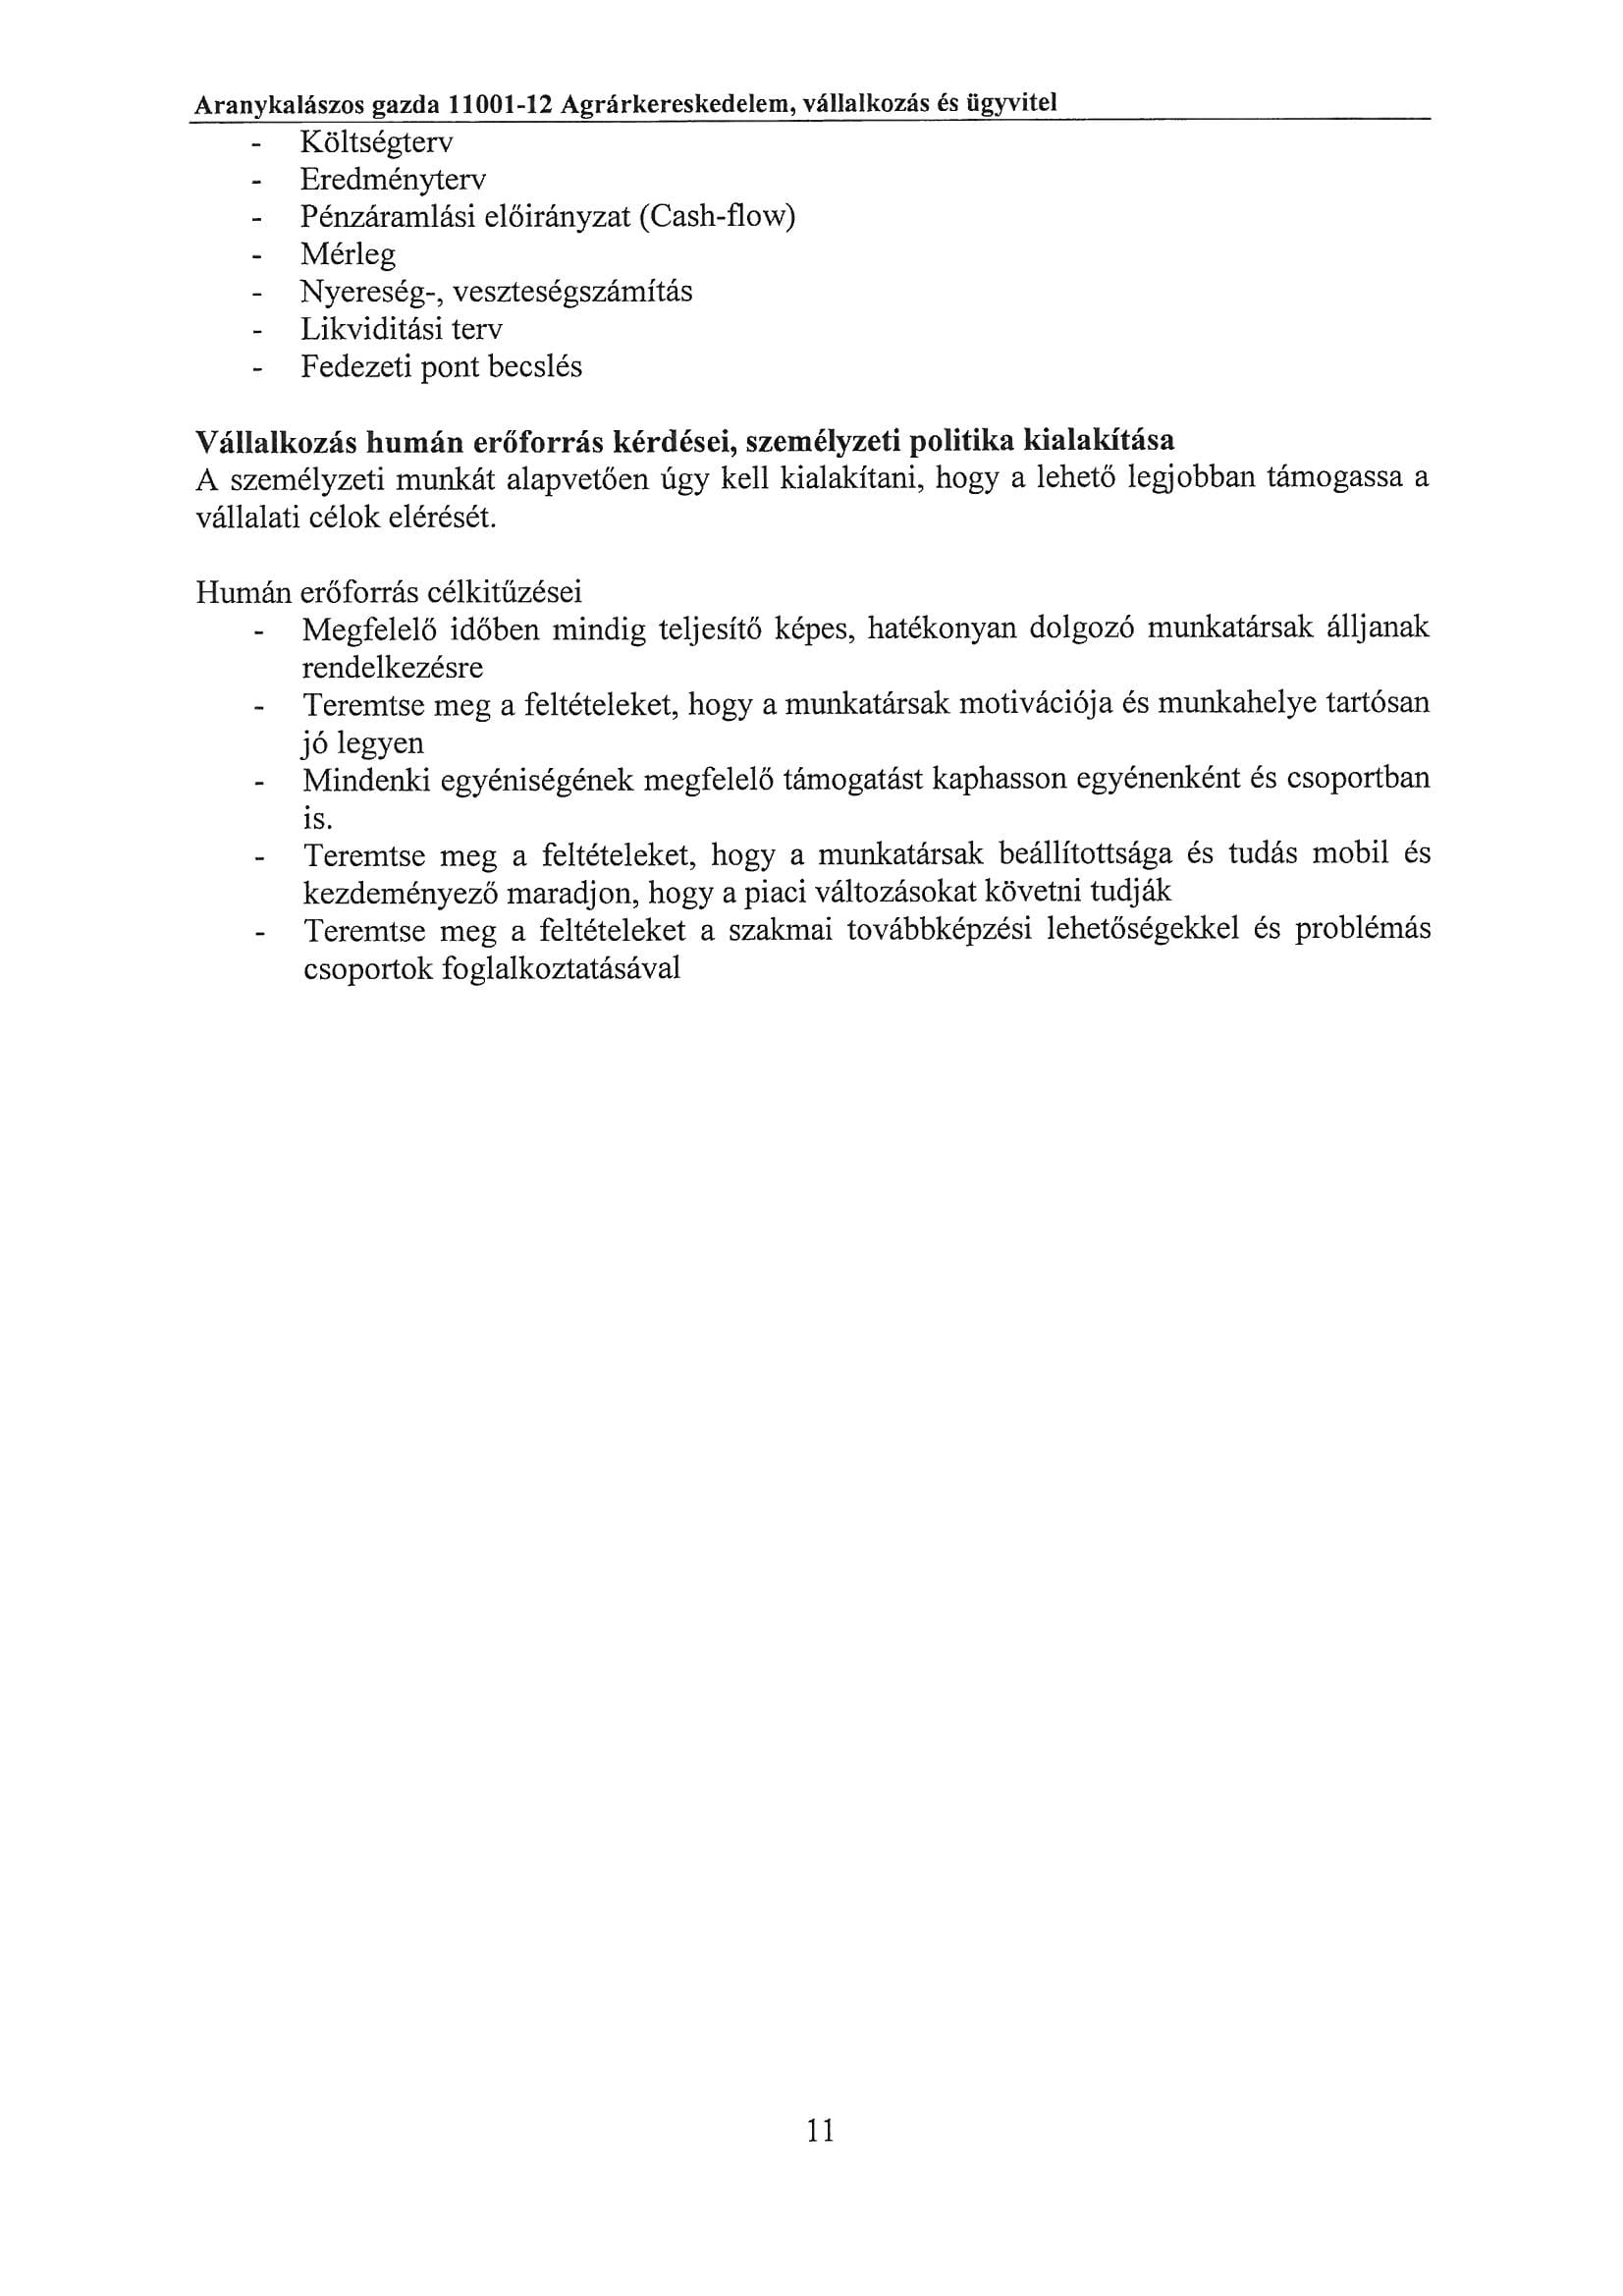 Aranykalászos gazda 11001-12 Agrárkereskedelem, vállalkozás és ügyvitel
- Költségterv
- Eredményterv
- Pénzáramlási előirányzat (Cash-flow)
- Mérleg
- Nyereség-, veszteségszámítás
- Likviditási terv
- Fedezeti pont becslés
Vállalkozás humán erőforrás kérdései, személyzeti politika kialakítása
A személyzeti munkát alapvetően úgy kell kialakítani, hogy a lehető legjobban támogassa a
vállalati célok elérését.
Humán erőforrás célkitűzései
- Megfelelő időben mindig teljesítő képes, hatékonyan dolgozó munkatársak álljanak
rendelkezésre
- Teremtse meg a feltételeket, hogy a munkatársak motivációja és munkahelye tartósan
jó legyen
- Mindenki egyéniségének megfelelő támogatást kaphasson egyénenként és csoportban
is.
- Teremtse meg a feltételeket, hogy a munkatársak beállítottsága és tudás mobil és
kezdeményező maradjon, hogy a piaci változásokat követni tudják
- Teremtse meg a feltételeket a szakmai továbbképzési lehetőségekkel és problémás
csoportok foglalkoztatásával
11